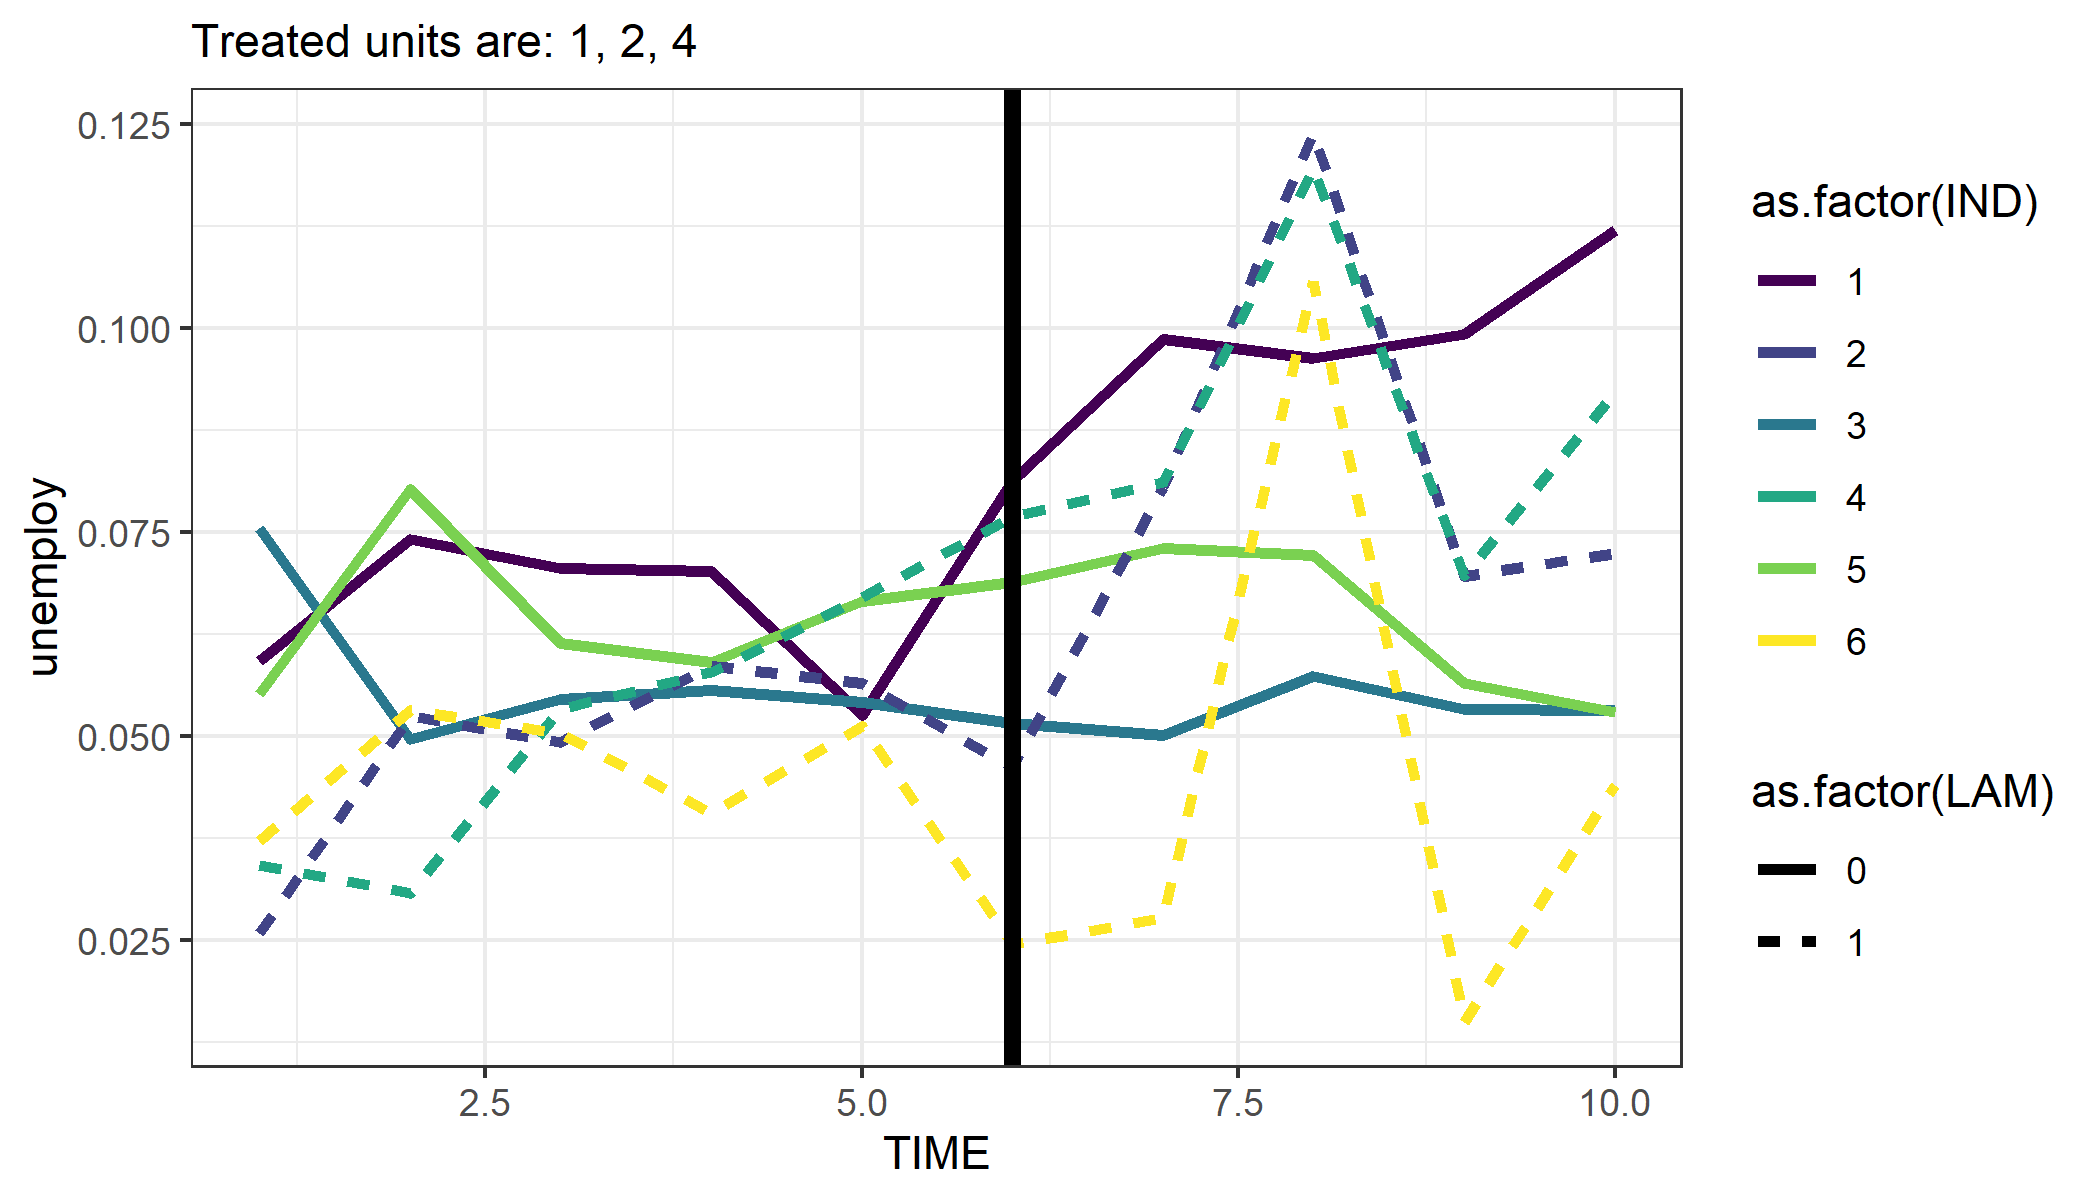 Treated units are: 1, 2, 4
0.125
0.100
0.075
0.050
0.025
unemploy
2.5 5.0 7.5 10.0
TIME
as.factor(IND)
1
2
3
4
5
6
as.factor(LAM)
0
1